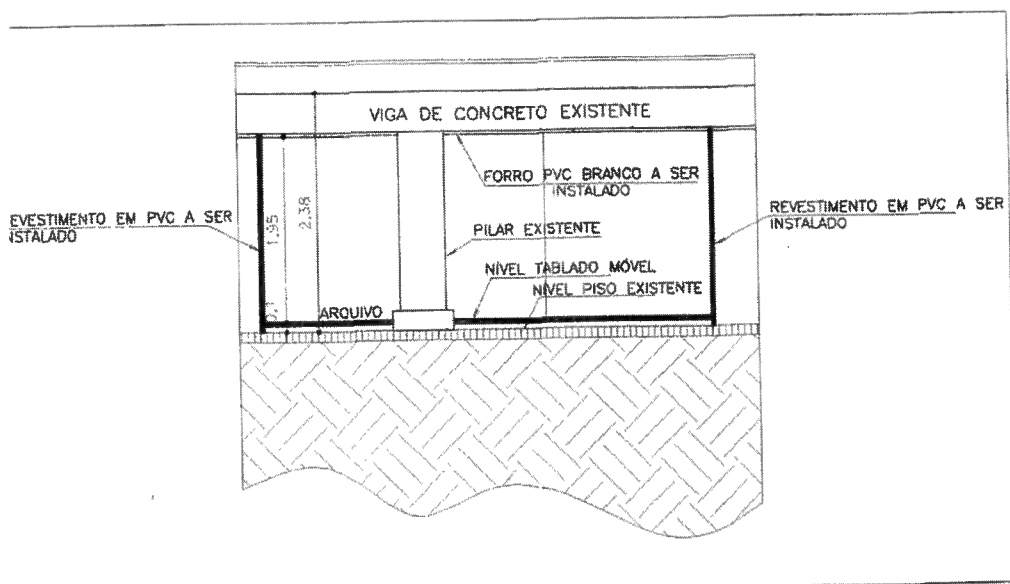 VIGA DE CONCRETO EXISTENTE
FORRO PVC BRANCO A SER
INSTALADO
EVESTIMENTO EM PVC A SER
NSTALADO
REVESTIMENTO EM PVC A SER
INSTALADO
1.95
2.38
PILAR EXISTENTE
NÍVEL TABLADO MÓVEL
NÍVEL PISO EXISTENTE
ARQUIVO